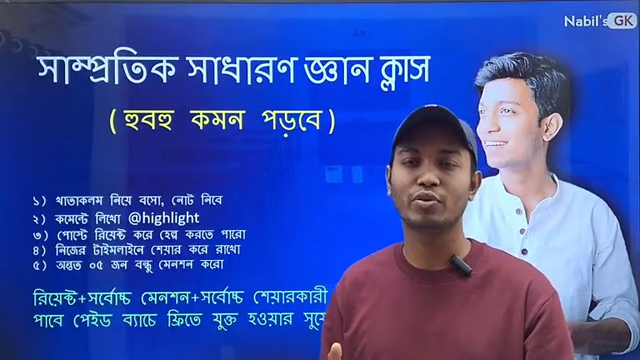 Nabil's GK
সাম্প্রতিক সাধারণ জ্ঞান ক্লাস
( হুবহু কমন পড়বে )
১) খাতাকলম নিয়ে বসো, নোট নিবে
২) কমেন্টে লিখো @highlight
৩) পোস্টে রিয়েক্ট করে হেল্প করতে পারো
৪) নিজের টাইমলাইনে শেয়ার করে রাখো
৫) অন্তত ০৫ জন বন্ধু মেনশন করো
রিয়েক্ট+সর্বোচ্চ মেনশন+সর্বোচ্চ শেয়ারকারী
পাবে পেইড ব্যাচে ফ্রিতে যুক্ত হওয়ার